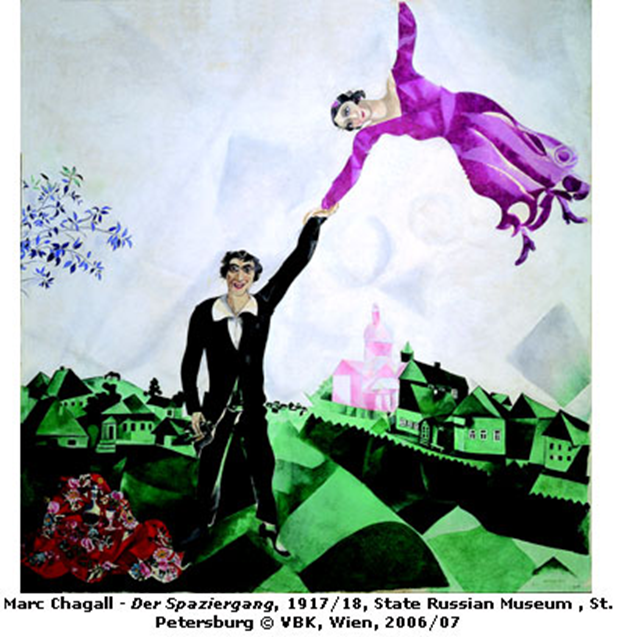 Marc Chagall - Der Spaziergang, 1917/18, State Russian Museum , St.
Petersburg © VBK, Wien, 2006/07